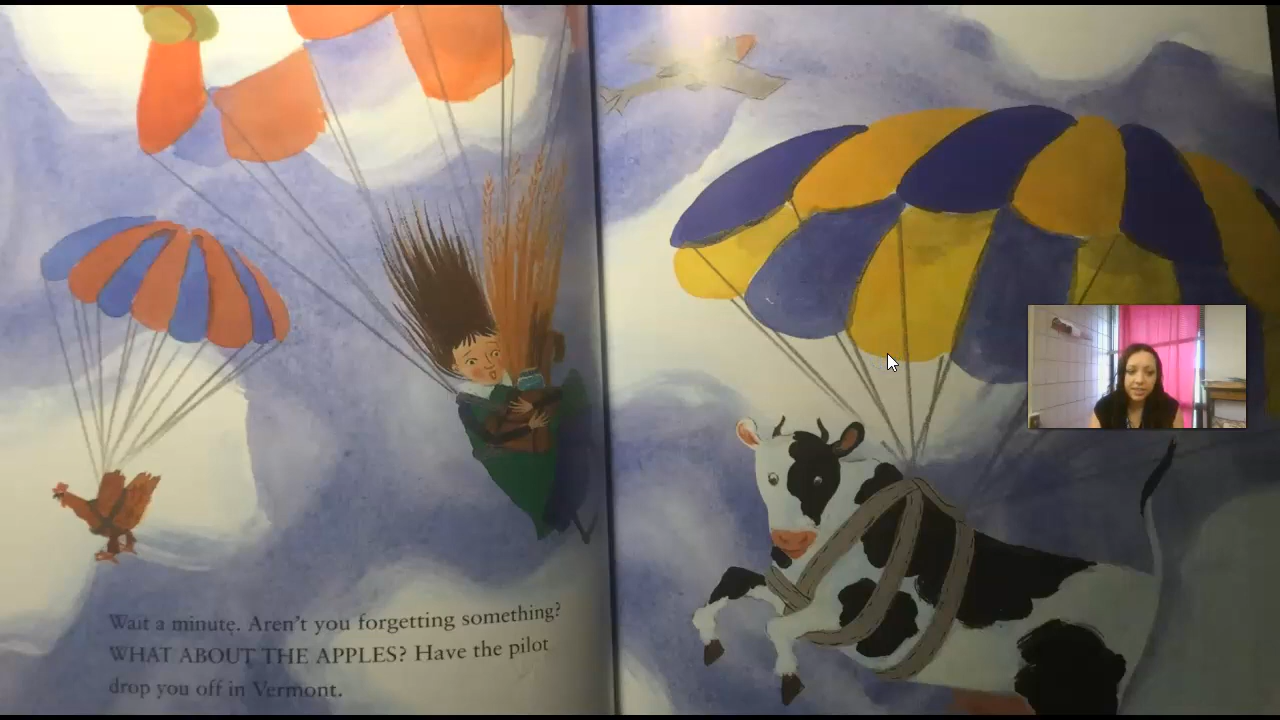 Wait a minute. Aren't you forgetting something?
WHAT ABOUT THE APPLES? Have the pilot
drop you off in Vermont.